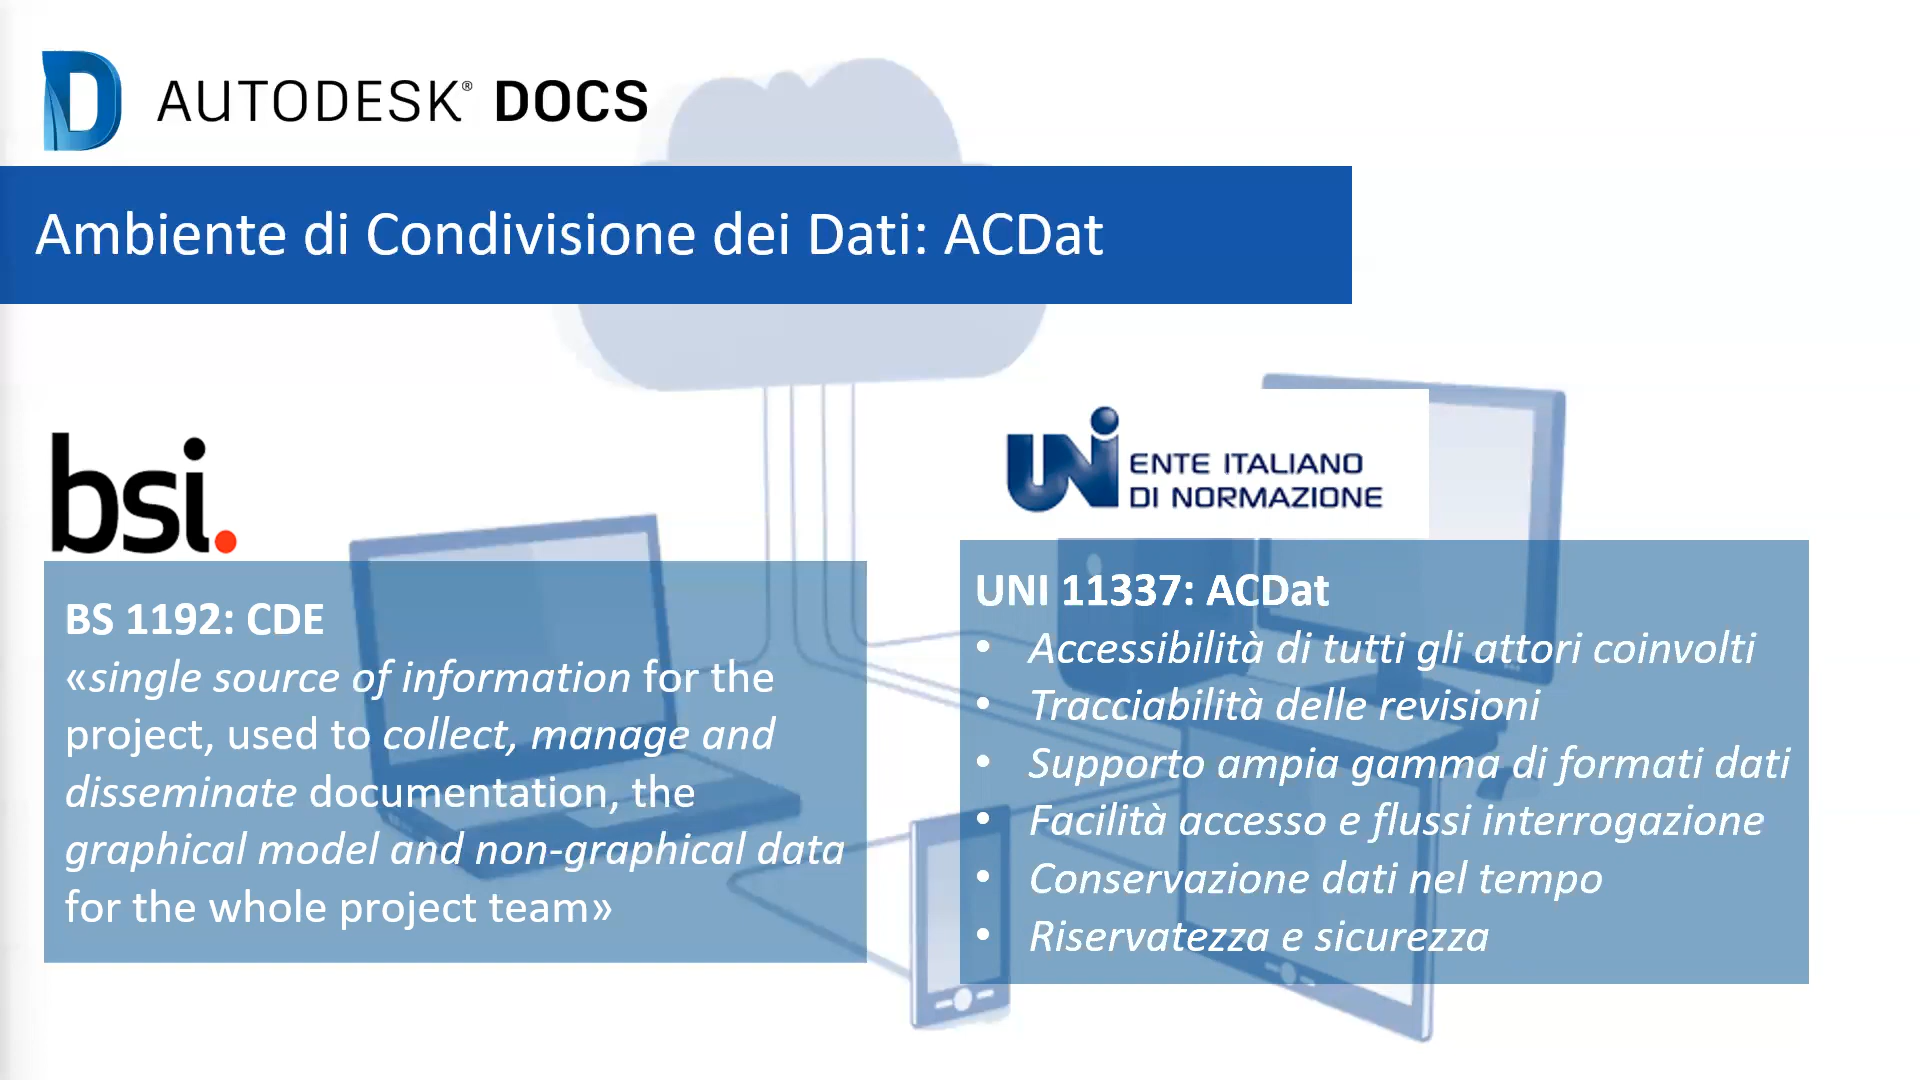 AUTODESK® DOCS
Ambiente di Condivisione dei Dati: ACDat
bsi.
BS 1192: CDE
«single source of information for the
project, used to collect, manage and
disseminate documentation, the
graphical model and non-graphical data
for the whole project team»
UNI ENTE ITALIANO
DI NORMAZIONE
UNI 11337: ACDat
• Accessibilità di tutti gli attori coinvolti
• Tracciabilità delle revisioni
• Supporto ampia gamma di formati dati
• Facilità accesso e flussi interrogazione
• Conservazione dati nel tempo
• Riservatezza e sicurezza